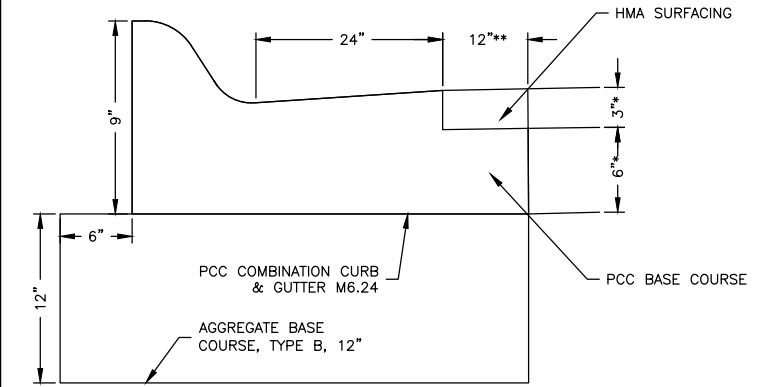 HMA SURFACING
24"
12"**
9"
3"*
6"*
6"
12"
PCC COMBINATION CURB
& GUTTER M6.24
PCC BASE COURSE
AGGREGATE BASE
COURSE, TYPE B, 12"